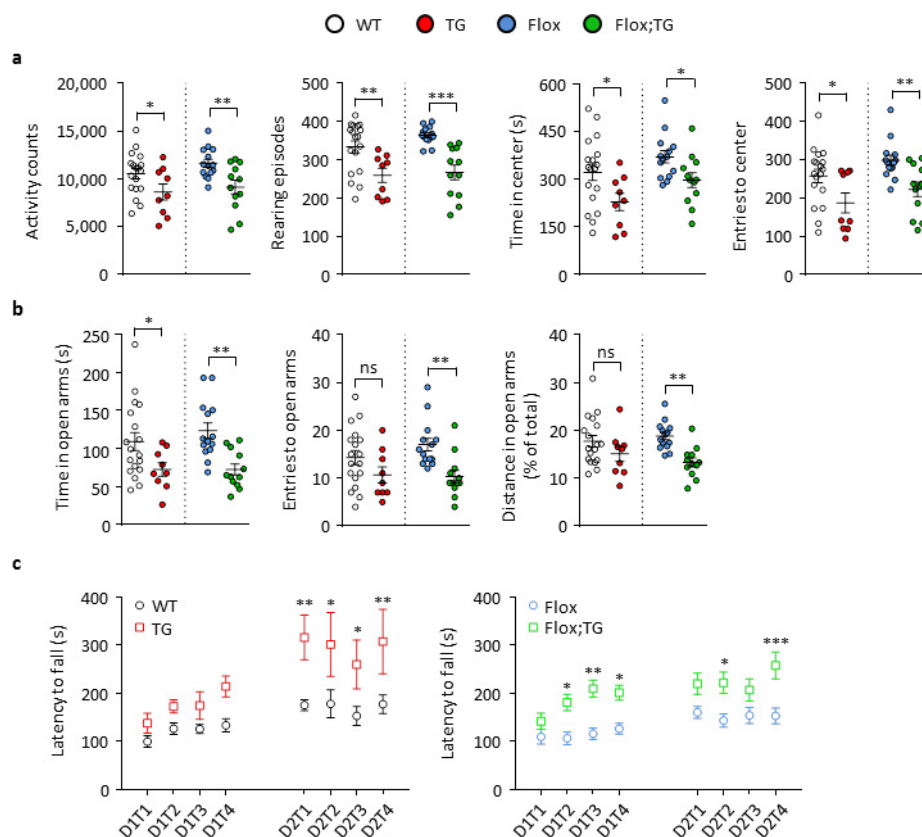 WT TG Flox Flox;TG
a
Activity counts
20,000
15,000
10,000
5,000
0
* **
Rearing episodes
500
400
300
200
100
0
** ***
Time in center (s)
600
450
300
150
0
* *
Entriesto center
500
400
300
200
100
0
* **
b
Time in open arms (s)
250
200
150
100
50
0
* **
Entriesto open arms
40
30
20
10
0
ns **
Distance in open arms
(% of total)
40
30
20
10
0
ns **
c
Latency to fall (s)
400
300
200
100
0
WT
TG
** * * **
D1T1 D1T2 D1T3 D1T4 D2T1 D2T2 D2T3 D2T4
Latency to fall (s)
400
300
200
100
0
Flox
Flox;TG
* ** * * ***
D1T1 D1T2 D1T3 D1T4 D2T1 D2T2 D2T3 D2T4